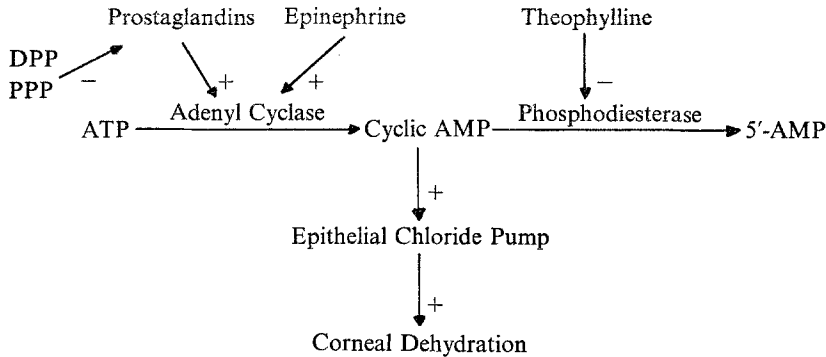 Prostaglandins Epinephrine Theophylline
DPP
PPP
−
+ + −
Adenyl Cyclase Phosphodiesterase
ATP Cyclic AMP 5′-AMP
+
Epithelial Chloride Pump
+
Corneal Dehydration